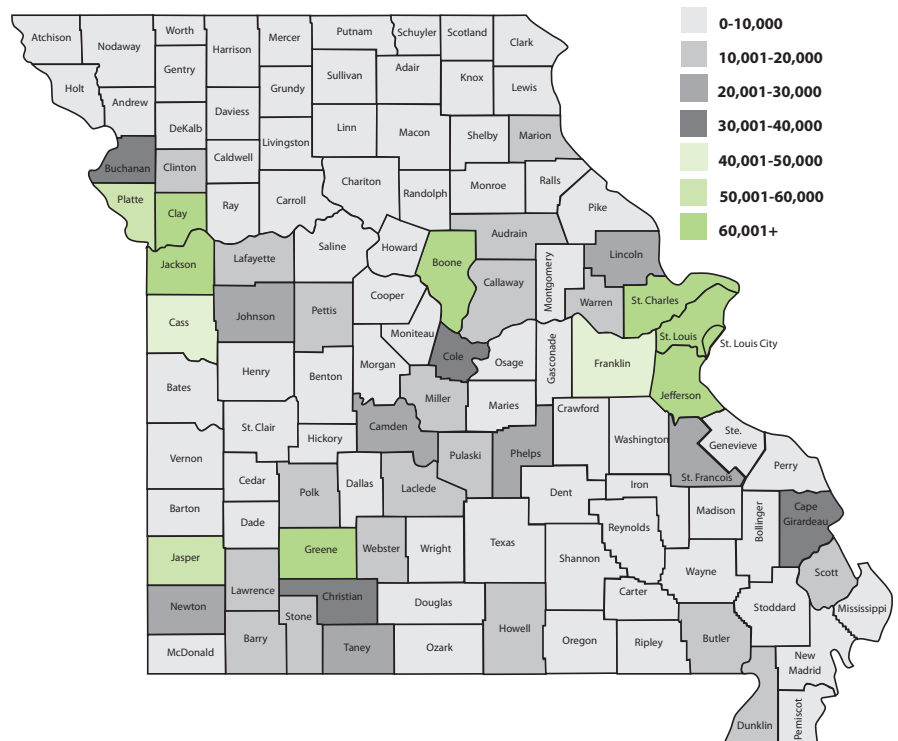 Atchison
Nodaway
Worth
Harrison
Mercer
Putnam
Schuyler
Scotland
Clark
0-10,000
10,001-20,000
20,001-30,000
30,001-40,000
40,001-50,000
50,001-60,000
60,001+
Holt
Andrew
Gentry
Daviess
Grundy
Sullivan
Adair
Knox
Lewis
DeKalb
Caldwell
Livingston
Linn
Macon
Shelby
Marion
Buchanan
Clinton
Platte
Clay
Ray
Carroll
Chariton
Randolph
Monroe
Ralls
Pike
Jackson
Lafayette
Saline
Howard
Boone
Audrain
Callaway
Montgomery
Lincoln
Warren
St. Charles
St. Louis
St. Louis City
Cass
Johnson
Pettis
Cooper
Moniteau
Cole
Osage
Gasconade
Franklin
Jefferson
Bates
Henry
Benton
Morgan
Miller
Maries
Crawford
Washington
Ste.
Genevieve
St. Francois
Perry
Vernon
St. Clair
Hickory
Camden
Pulaski
Phelps
Cedar
Polk
Dallas
Laclede
Dent
Iron
Madison
Bollinger
Cape
Girardeau
Barton
Dade
Greene
Webster
Wright
Texas
Shannon
Reynolds
Wayne
Scott
Jasper
Lawrence
Christian
Douglas
Carter
Stoddard
Mississippi
Newton
Stone
McDonald
Barry
Taney
Ozark
Howell
Oregon
Ripley
Butler
New
Madrid
Dunklin
Pemiscot